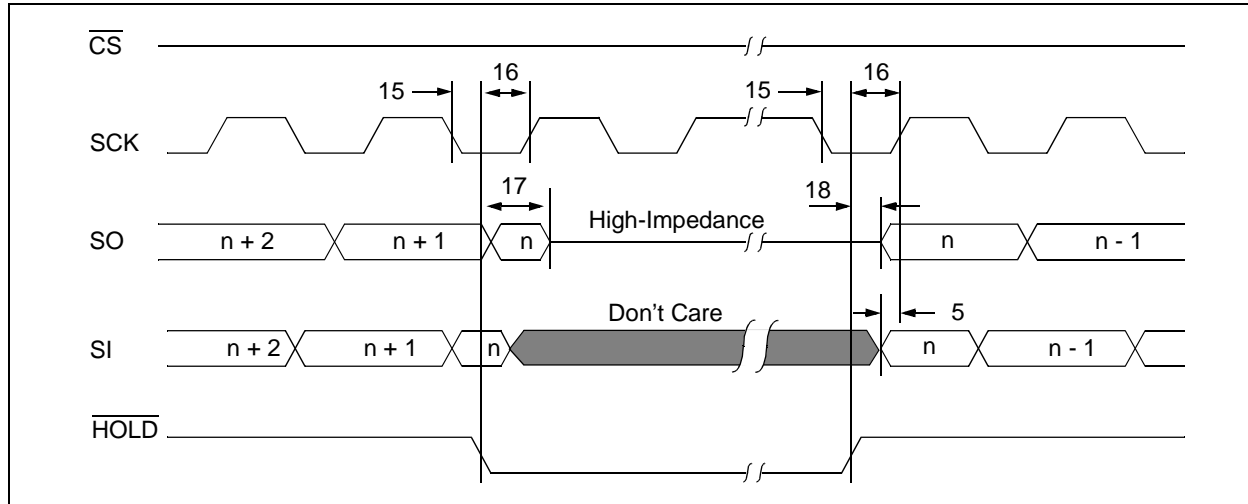 CS
16
16
15
15
SCK
17
18
High-Impedance
SO
n + 2
n + 1
n
n
n - 1
Don't Care
5
SI
n + 2
n + 1
n
n
n - 1
HOLD